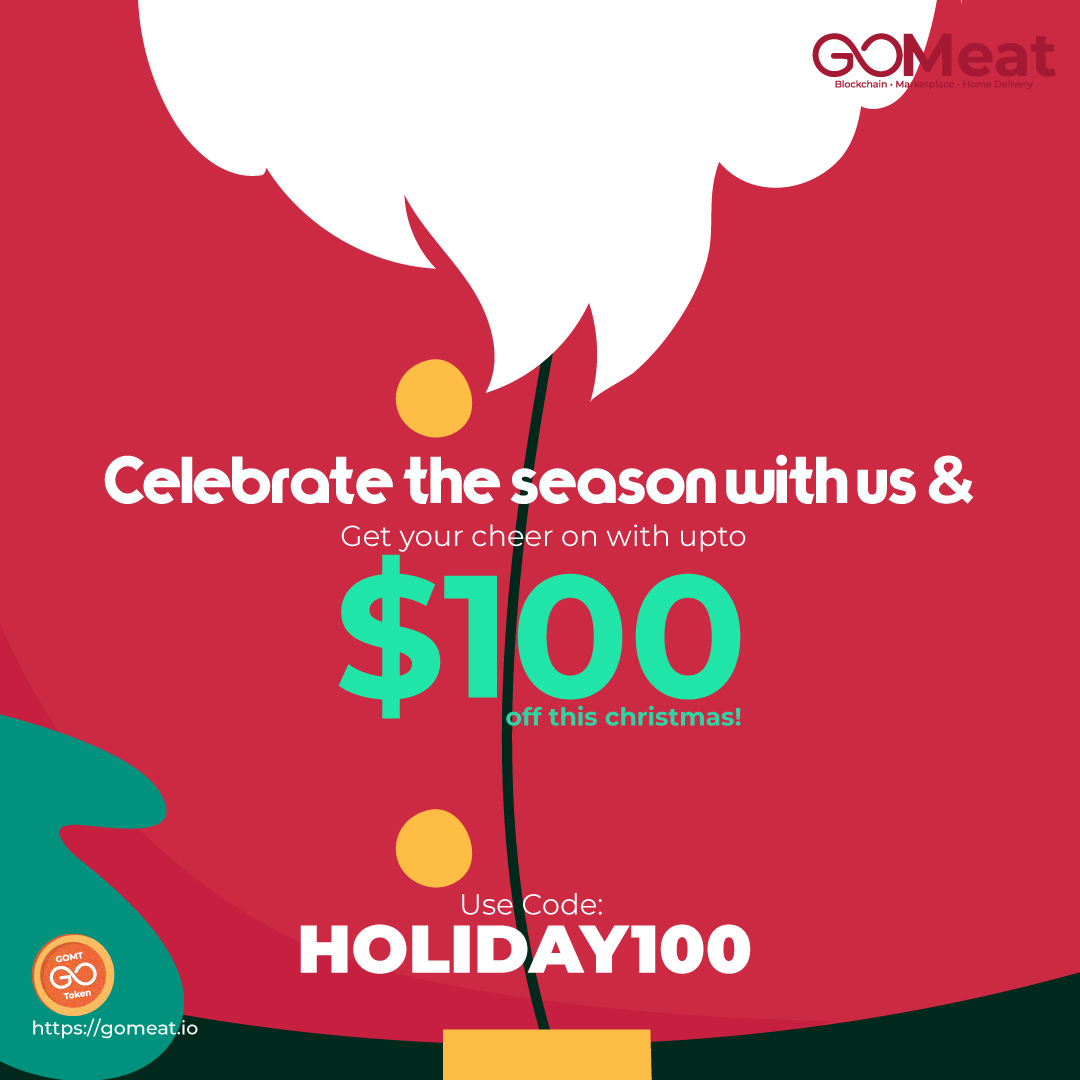 GOMeat
Blockchain • Marketplace • Home Delivery
Celebrate the season with us &
Get your cheer on with upto
$100
off this christmas!
Use Code:
HOLIDAY100
GOMT
GO
Token
https://gomeat.io